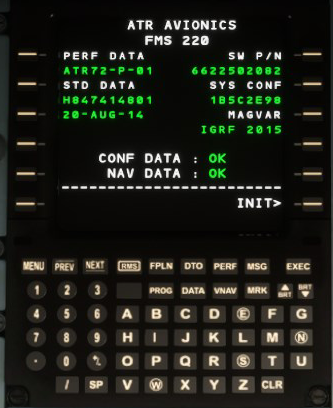 ATR AVIONICS
FMS 220
PERF DATA SW P/N
ATR72-P-01 6622502082
STD DATA SYS CONF
H847414801 1B5C2E98
20-AUG-14 MAGVAR
IGRF 2015
CONF DATA : OK
NAV DATA : OK
INIT>
MENU PREV NEXT RMS FPLN DTO PERF MSG EXEC
1 2 3 PROG DATA VNAV MRK BRT BRT
4 5 6 A B C D E F G
7 8 9 H I J K L M N
. 0 O P Q R S T U
/ SP V W X Y Z CLR